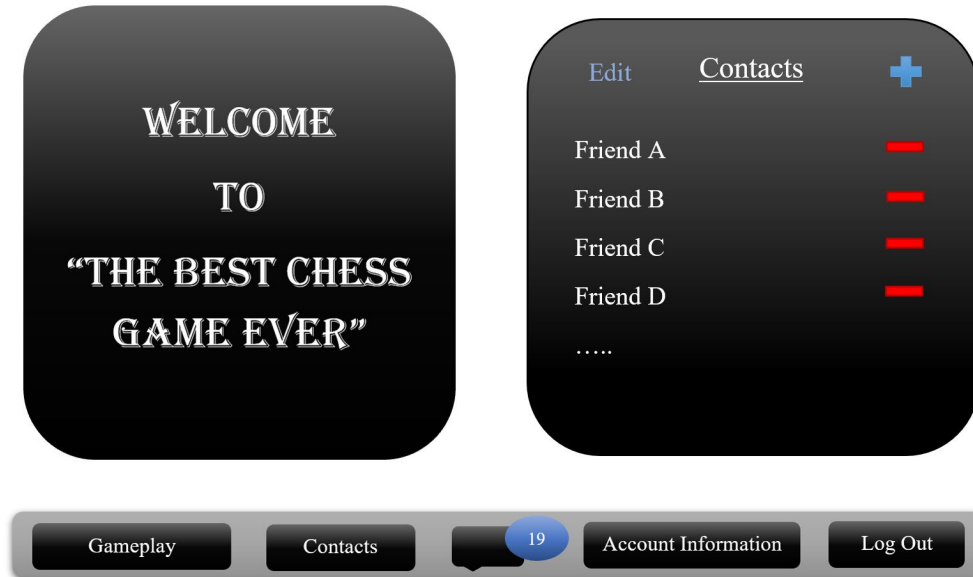 WELCOME
TO
“THE BEST CHESS
GAME EVER”
Edit Contacts
Friend A
Friend B
Friend C
Friend D
…..
Gameplay Contacts 19 Account Information Log Out